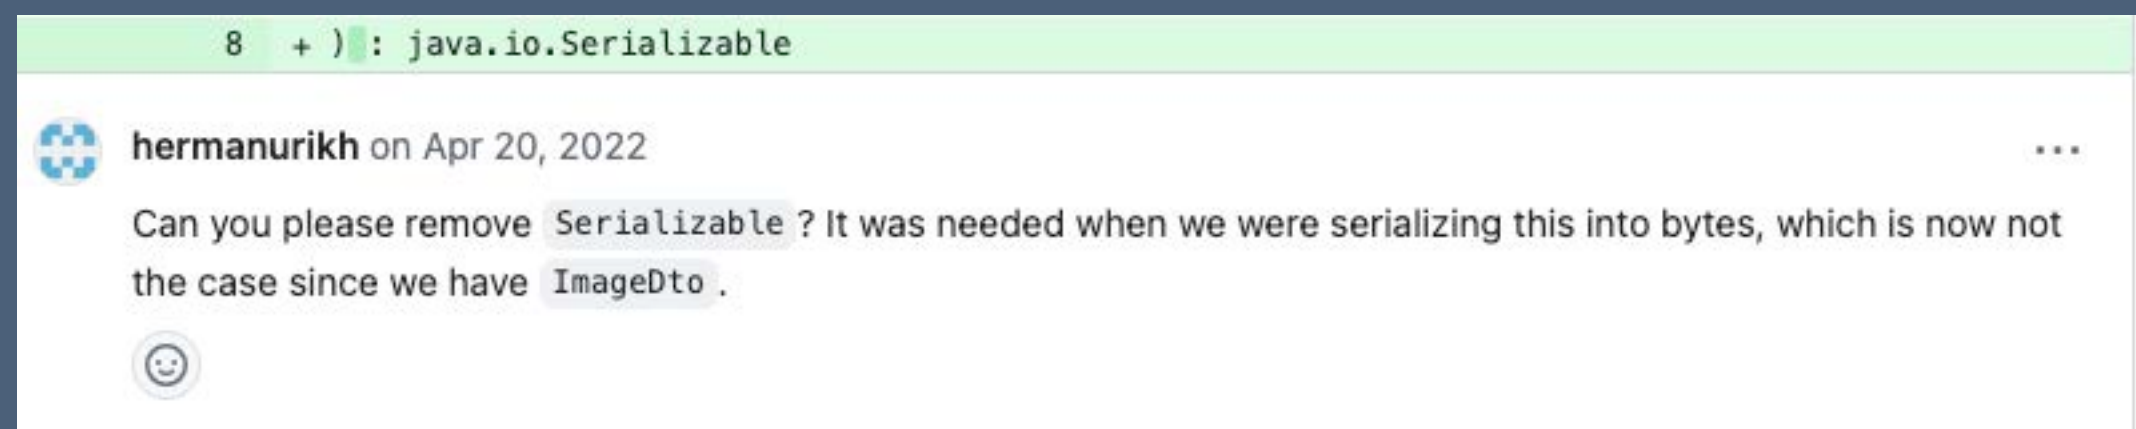 8 + ) : java.io.Serializable
hermanurikh on Apr 20, 2022
Can you please remove Serializable ? It was needed when we were serializing this into bytes, which is now not
the case since we have ImageDto .